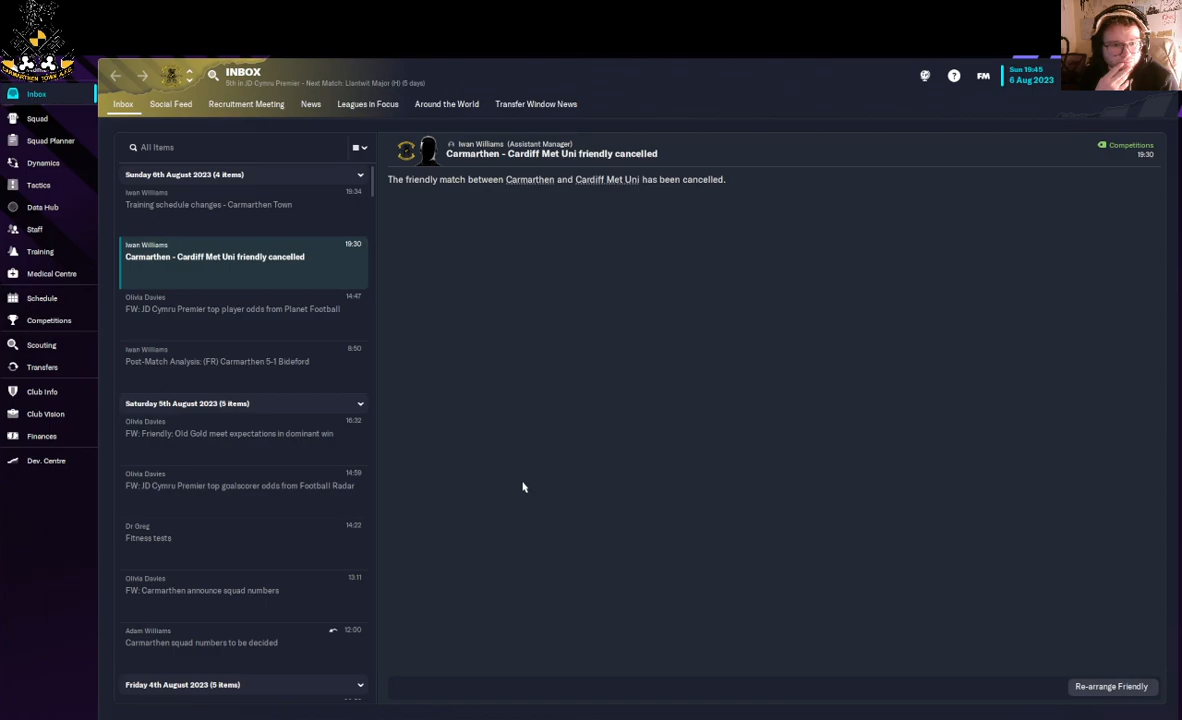 CARMARTHEN TOWN A.F.C.
INBOX
5th in JD Cymru Premier - Next Match: Llantwit Major (H) (5 days)
FM
Sun 19:45
6 Aug 2023
Inbox
Squad
Squad Planner
Dynamics
Tactics
Data Hub
Staff
Training
Medical Centre
Schedule
Competitions
Scouting
Transfers
Club Info
Club Vision
Finances
Dev. Centre
Inbox Social Feed Recruitment Meeting News Leagues in Focus Around the World Transfer Window News
All Items
Sunday 6th August 2023 (4 items)
Iwan Williams 19:34
Training schedule changes - Carmarthen Town
Iwan Williams 19:30
Carmarthen - Cardiff Met Uni friendly cancelled
Olivia Davies 14:47
FW: JD Cymru Premier top player odds from Planet Football
Iwan Williams 8:50
Post-Match Analysis: (FR) Carmarthen 5-1 Bideford
Saturday 5th August 2023 (5 items)
Olivia Davies 16:32
FW: Friendly: Old Gold meet expectations in dominant win
Olivia Davies 14:59
FW: JD Cymru Premier top goalscorer odds from Football Radar
Dr Greg 14:22
Fitness tests
Olivia Davies 13:11
FW: Carmarthen announce squad numbers
Adam Williams 12:00
Carmarthen squad numbers to be decided
Friday 4th August 2023 (5 items)
Iwan Williams (Assistant Manager)
Carmarthen - Cardiff Met Uni friendly cancelled
Competitions
19:30
The friendly match between Carmarthen and Cardiff Met Uni has been cancelled.
Re-arrange Friendly